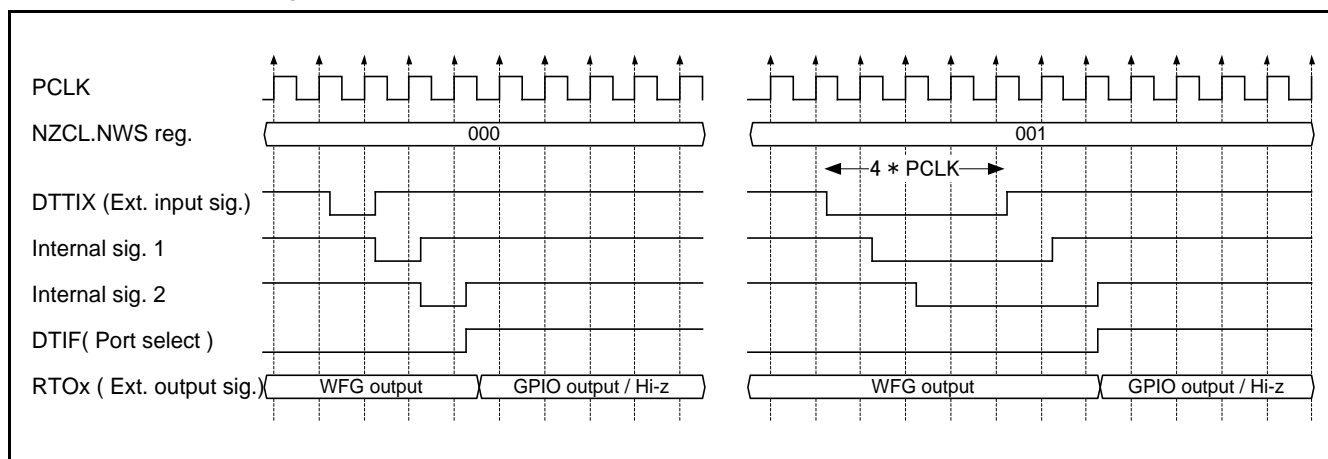 PCLK
NZCL.NWS reg.
000
001
4 * PCLK
DTTIX (Ext. input sig.)
Internal sig. 1
Internal sig. 2
DTIF( Port select )
RTOx ( Ext. output sig.)
WFG output
GPIO output / Hi-z
WFG output
GPIO output / Hi-z